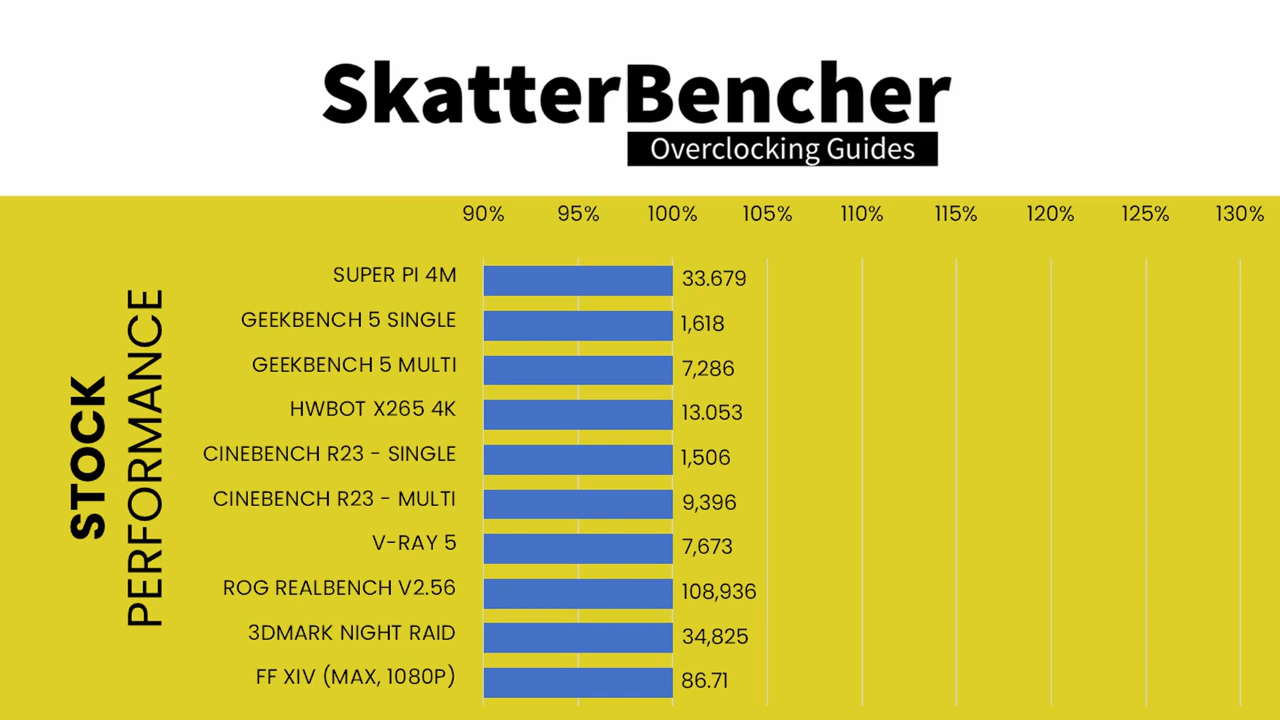 SkatterBencher
Overclocking Guides
90% 95% 100% 105% 110% 115% 120% 125% 130%
STOCK
PERFORMANCE
SUPER PI 4M 33.679
GEEKBENCH 5 SINGLE 1,618
GEEKBENCH 5 MULTI 7,286
HWBOT X265 4K 13.053
CINEBENCH R23 - SINGLE 1,506
CINEBENCH R23 - MULTI 9,396
V-RAY 5 7,673
ROG REALBENCH V2.56 108,936
3DMARK NIGHT RAID 34,825
FF XIV (MAX, 1080P) 86.71